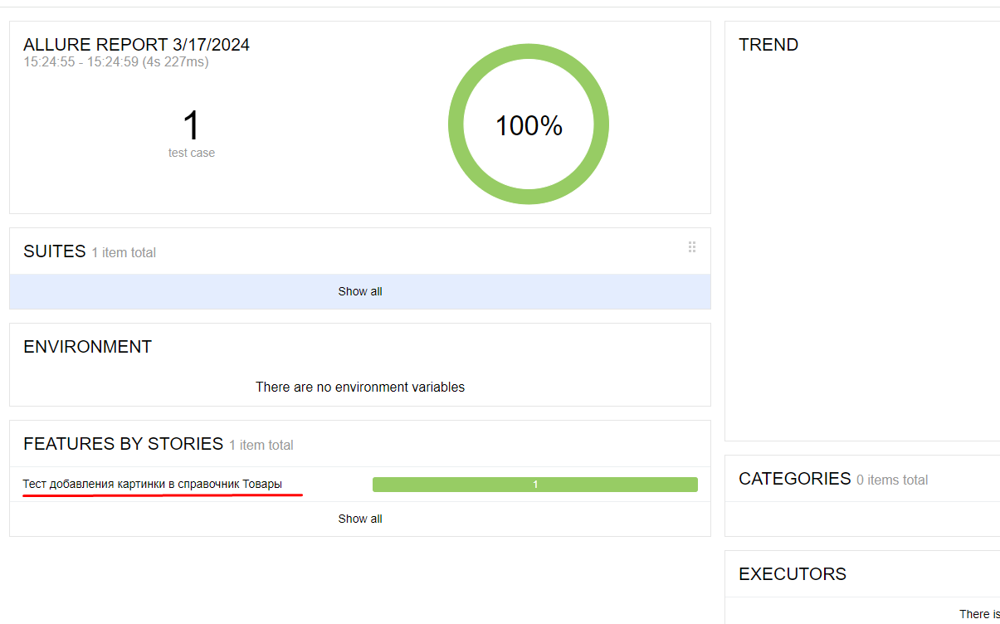 ALLURE REPORT 3/17/2024
15:24:55 - 15:24:59 (4s 227ms)
1
test case
100%
SUITES 1 item total
Show all
ENVIRONMENT
There are no environment variables
FEATURES BY STORIES 1 item total
Тест добавления картинки в справочник Товары
1
Show all
TREND
CATEGORIES 0 items total
EXECUTORS
There is